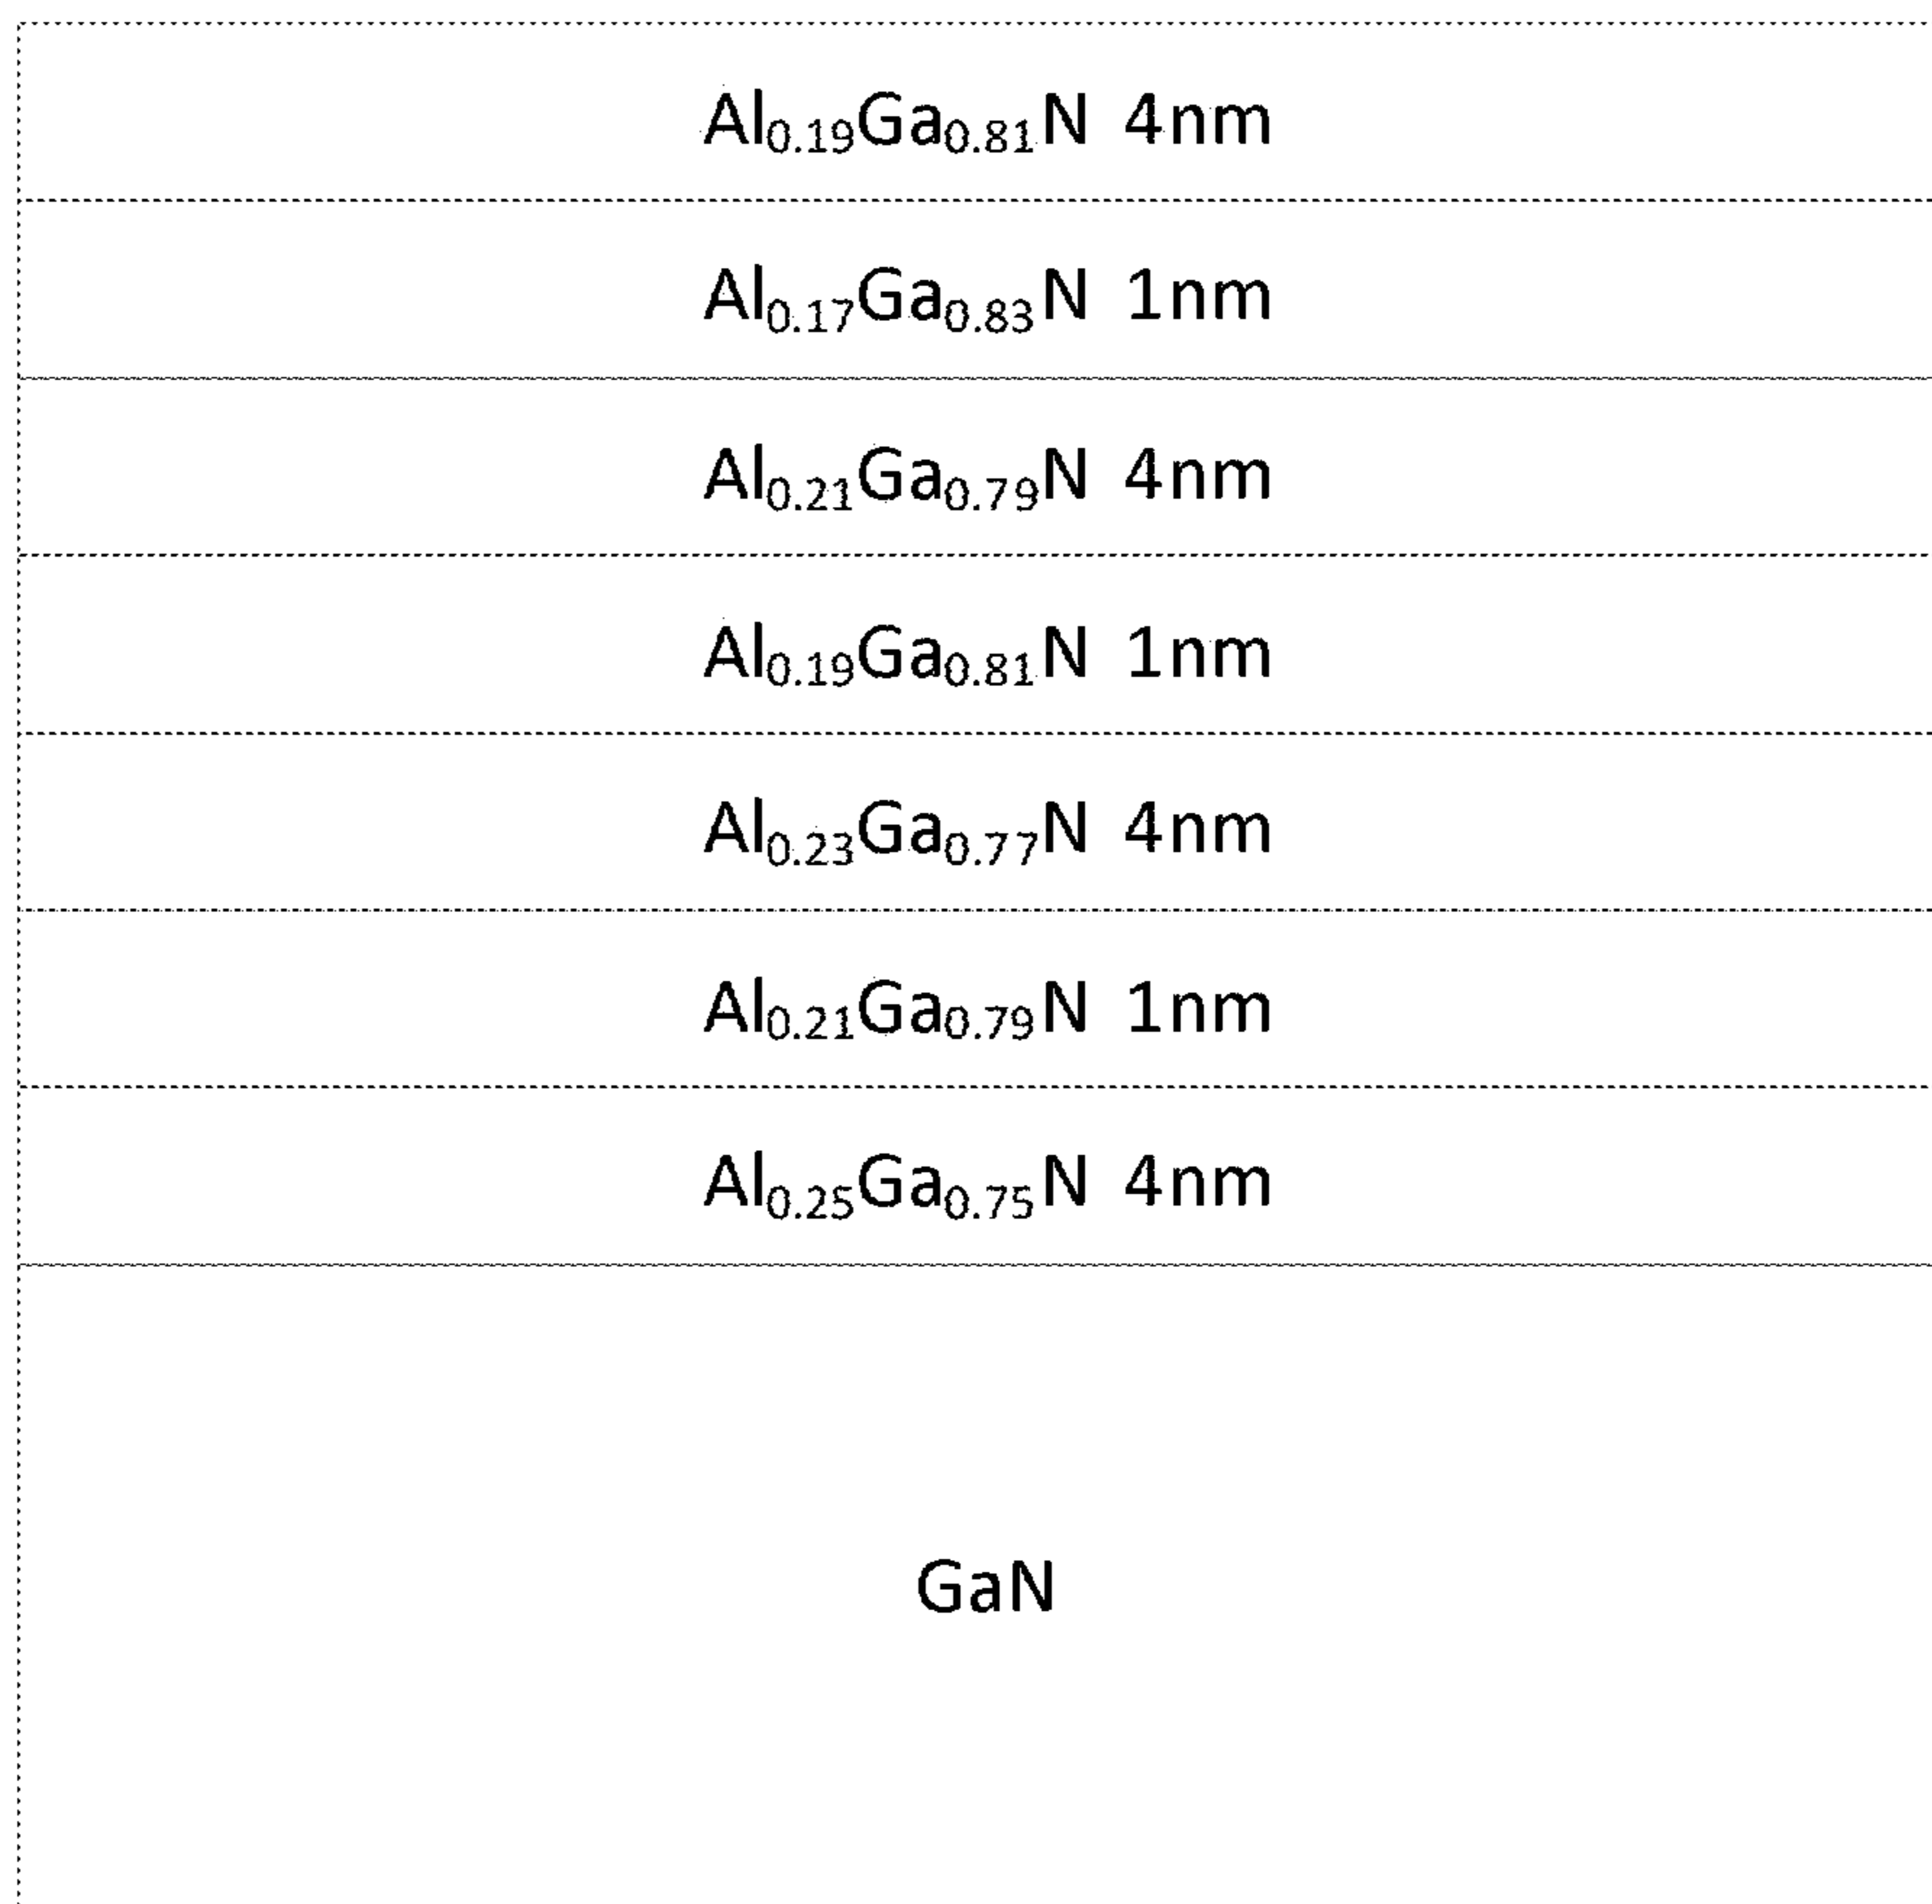 Al₀.₁₉Ga₀.₈₁N 4nm
Al₀.₁₇Ga₀.₈₃N 1nm
Al₀.₂₁Ga₀.₇₉N 4nm
Al₀.₁₉Ga₀.₈₁N 1nm
Al₀.₂₃Ga₀.₇₇N 4nm
Al₀.₂₁Ga₀.₇₉N 1nm
Al₀.₂₅Ga₀.₇₅N 4nm
GaN